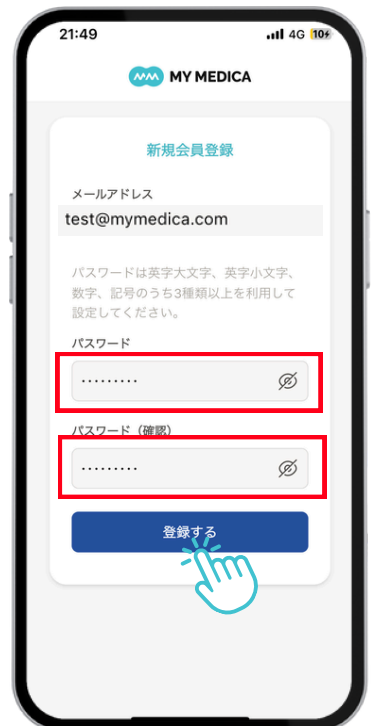 21:49
4G 10
MY MEDICA
新規会員登録
メールアドレス
test@mymedica.com
パスワードは英字大文字、英字小文字、
数字、記号のうち3種類以上を利用して
設定してください。
パスワード
·········
パスワード（確認）
·········
登録する